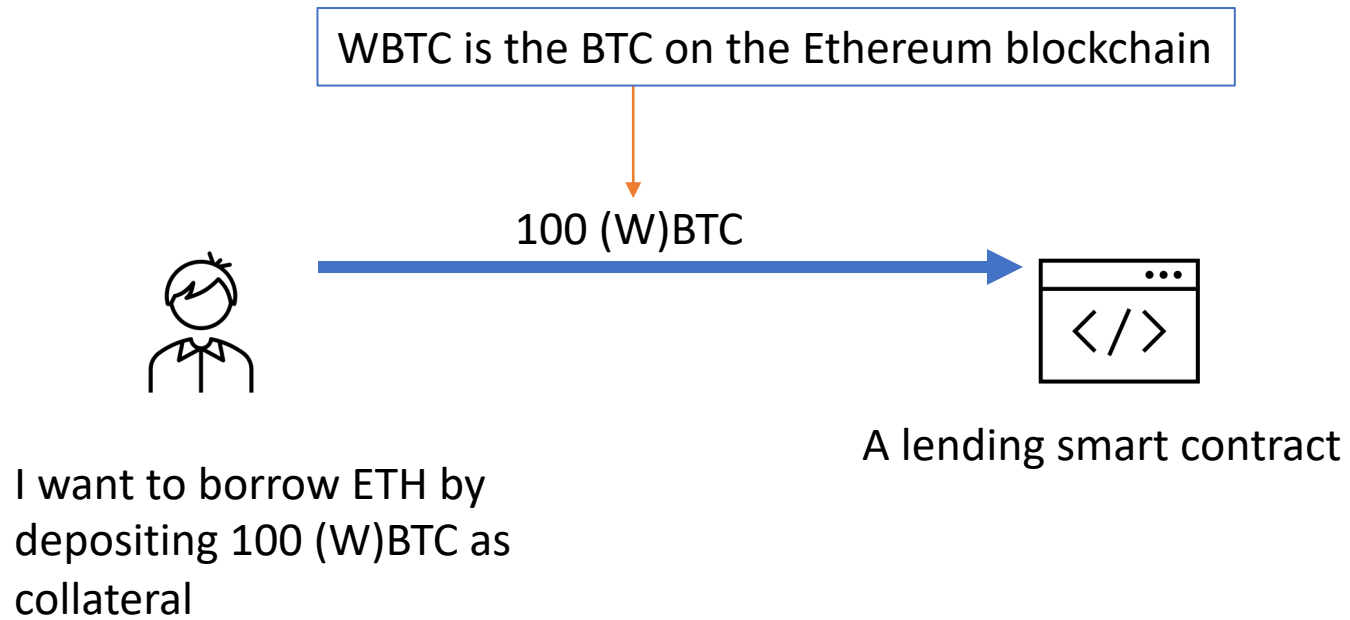 WBTC is the BTC on the Ethereum blockchain
100 (W)BTC
</>
A lending smart contract
I want to borrow ETH by
depositing 100 (W)BTC as
collateral